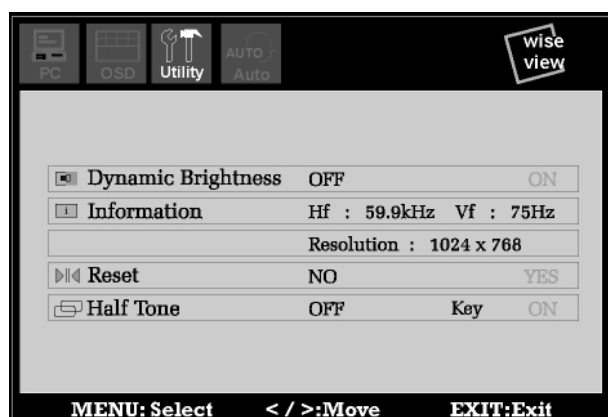 PC OSD Utility AUTO Auto
wise
view
Dynamic Brightness OFF ON
Information Hf : 59.9kHz Vf : 75Hz
Resolution : 1024 x 768
Reset NO YES
Half Tone OFF Key ON
MENU: Select < / >:Move EXIT:Exit